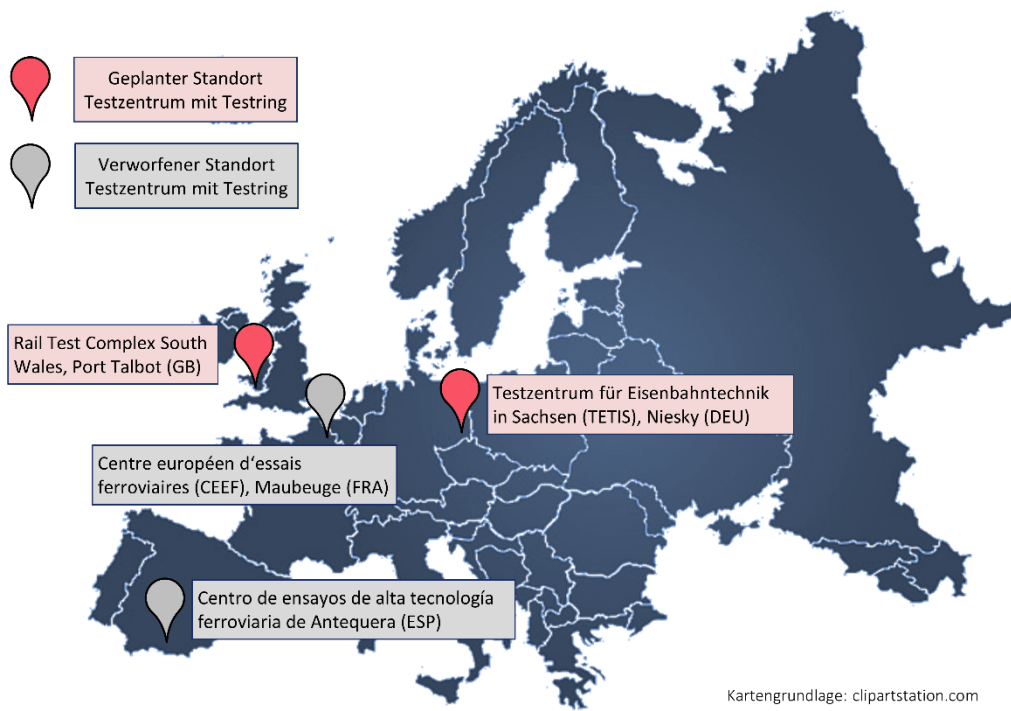 Geplanter Standort
Testzentrum mit Testring
Verworfener Standort
Testzentrum mit Testring
Rail Test Complex South
Wales, Port Talbot (GB)
Testzentrum für Eisenbahntechnik
in Sachsen (TETIS), Niesky (DEU)
Centre européen d‘essais
ferroviaires (CEEF), Maubeuge (FRA)
Centro de ensayos de alta tecnología
ferroviaria de Antequera (ESP)
Kartengrundlage: clipartstation.com